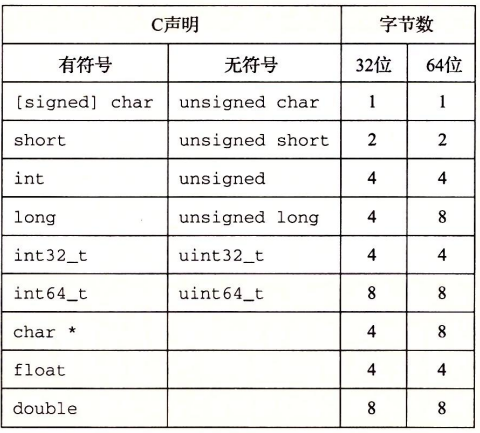 C声明 字节数
有符号 无符号 32位 64位
[signed] char unsigned char 1 1
short unsigned short 2 2
int unsigned 4 4
long unsigned long 4 8
int32_t uint32_t 4 4
int64_t uint64_t 8 8
char * 4 8
float 4 4
double 8 8